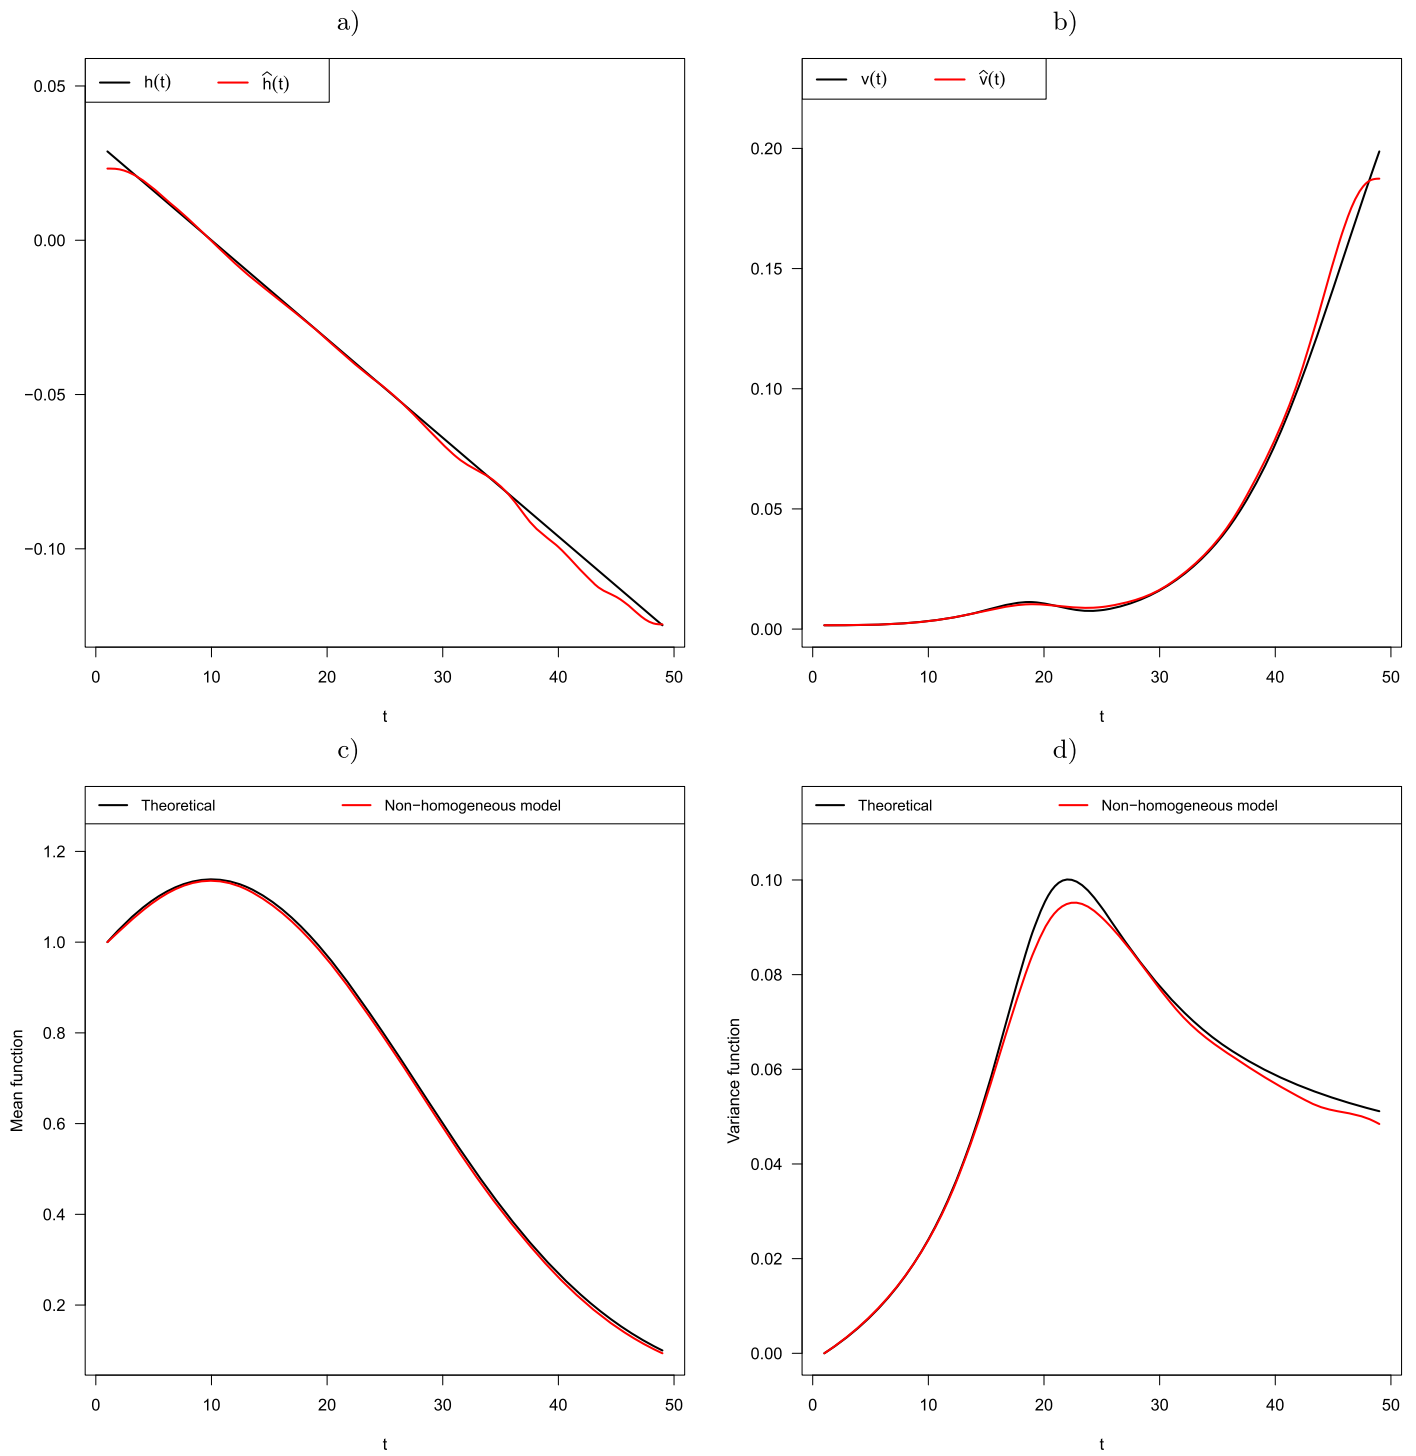 a)
h(t) ĥ(t)
0.05
0.00
−0.05
−0.10
0 10 20 30 40 50
t
b)
v(t) v̂(t)
0.20
0.15
0.10
0.05
0.00
0 10 20 30 40 50
t
c)
Theoretical Non−homogeneous model
Mean function
1.2
1.0
0.8
0.6
0.4
0.2
0 10 20 30 40 50
t
d)
Theoretical Non−homogeneous model
Variance function
0.10
0.08
0.06
0.04
0.02
0.00
0 10 20 30 40 50
t